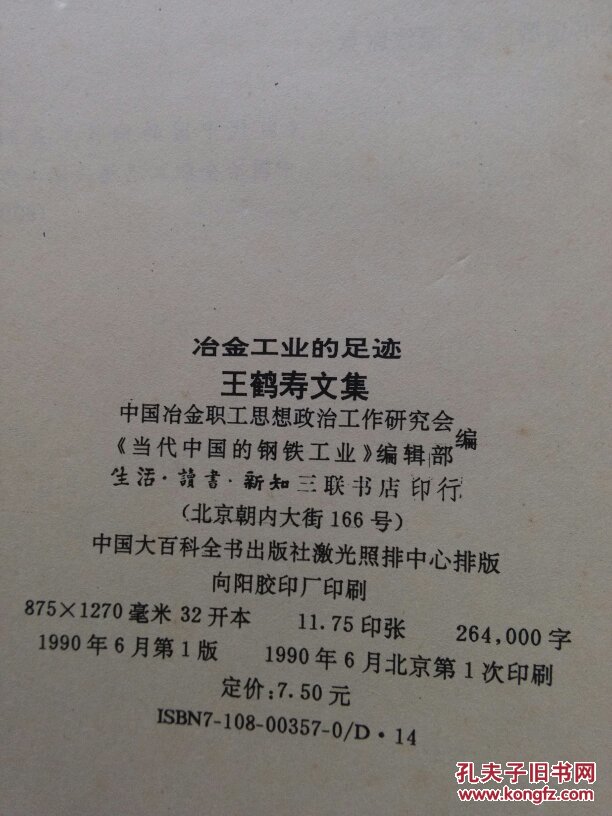 冶金工业的足迹
王鹤寿文集
中国冶金职工思想政治工作研究会
《当代中国的钢铁工业》编辑部 编
生活·讀書·新知三联书店印行
(北京朝内大街166号)
中国大百科全书出版社激光照排中心排版
向阳胶印厂印刷
875×1270毫米 32开本 11.75印张 264,000字
1990年6月第1版 1990年6月北京第1次印刷
定价:7.50元
ISBN7-108-00357-0/D·14
孔夫子旧书网
www.kongfz.com